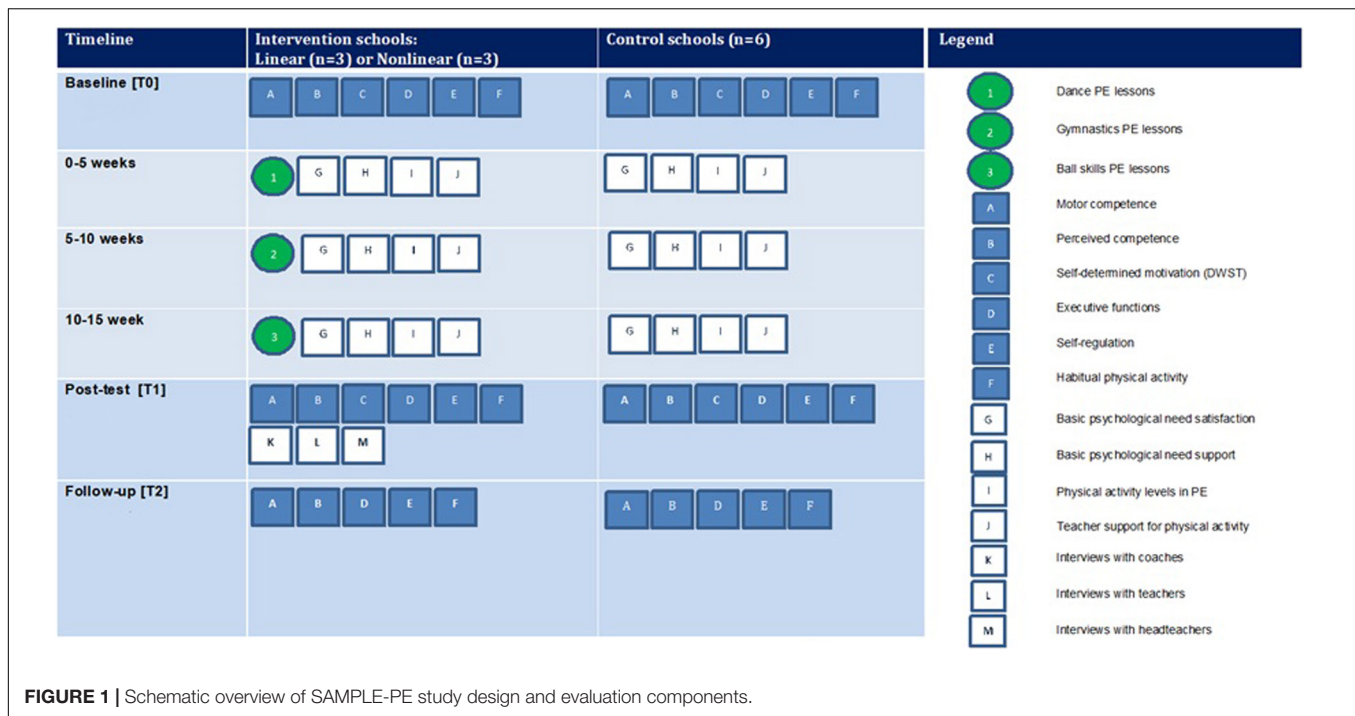 Timeline Intervention schools: Control schools (n=6) Legend
Linear (n=3) or Nonlinear (n=3)
Baseline [T0] A B C D E F A B C D E F
0-5 weeks 1 G H I J G H I J
5-10 weeks 2 G H I J G H I J
10-15 week 3 G H I J G H I J
Post-test [T1] A B C D E F A B C D E F
K L M
Follow-up [T2] A B D E F A B D E F
1 Dance PE lessons
2 Gymnastics PE lessons
3 Ball skills PE lessons
A Motor competence
B Perceived competence
C Self-determined motivation (DWST)
D Executive functions
E Self-regulation
F Habitual physical activity
G Basic psychological need satisfaction
H Basic psychological need support
I Physical activity levels in PE
J Teacher support for physical activity
K Interviews with coaches
L Interviews with teachers
M Interviews with headteachers
FIGURE 1 | Schematic overview of SAMPLE-PE study design and evaluation components.